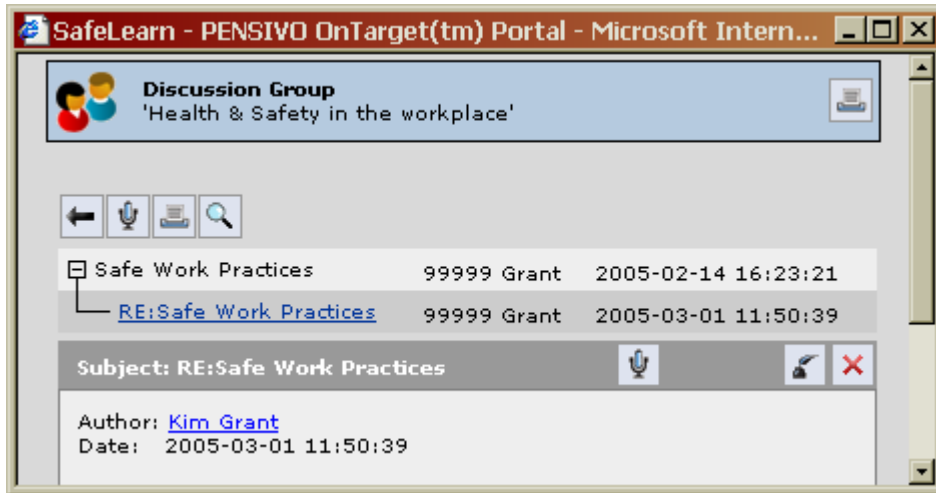 SafeLearn - PENSIVO OnTarget(tm) Portal - Microsoft Intern...
Discussion Group
'Health & Safety in the workplace'
Safe Work Practices 99999 Grant 2005-02-14 16:23:21
RE:Safe Work Practices 99999 Grant 2005-03-01 11:50:39
Subject: RE:Safe Work Practices
Author: Kim Grant
Date: 2005-03-01 11:50:39